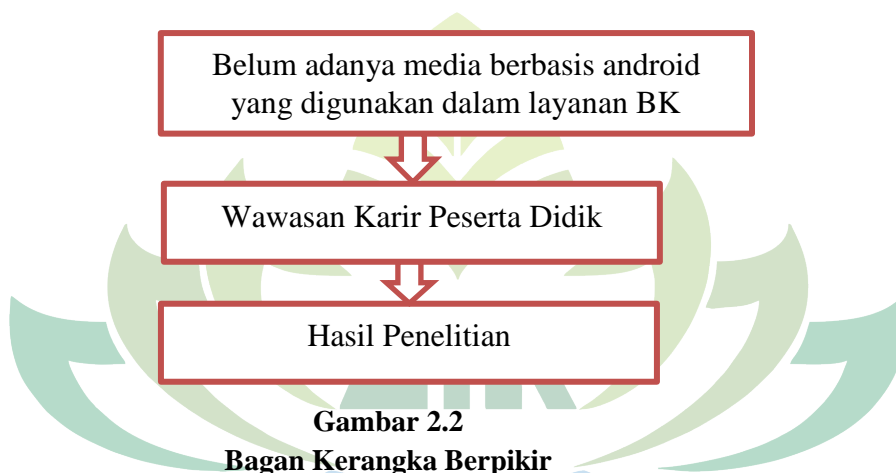 Belum adanya media berbasis android
yang digunakan dalam layanan BK
Wawasan Karir Peserta Didik
Hasil Penelitian
Gambar 2.2
Bagan Kerangka Berpikir